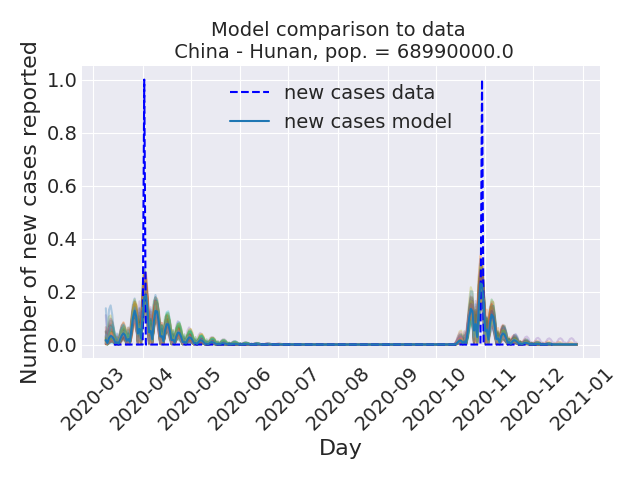 Model comparison to data
China - Hunan, pop. = 68990000.0
Number of new cases reported
1.0
0.8
0.6
0.4
0.2
0.0
new cases data
new cases model
2020-03
2020-04
2020-05
2020-06
2020-07
2020-08
2020-09
2020-10
2020-11
2020-12
2021-01
Day